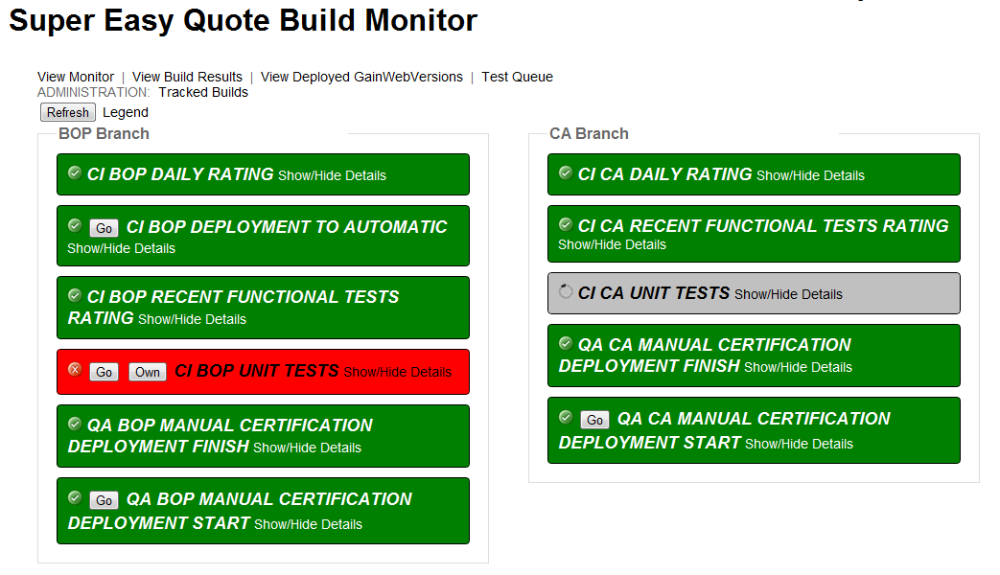 Super Easy Quote Build Monitor
View Monitor | View Build Results | View Deployed GainWebVersions | Test Queue
ADMINISTRATION: Tracked Builds
Refresh Legend
BOP Branch
CI BOP DAILY RATING Show/Hide Details
Go CI BOP DEPLOYMENT TO AUTOMATIC
Show/Hide Details
CI BOP RECENT FUNCTIONAL TESTS
RATING Show/Hide Details
Go Own CI BOP UNIT TESTS Show/Hide Details
QA BOP MANUAL CERTIFICATION
DEPLOYMENT FINISH Show/Hide Details
Go QA BOP MANUAL CERTIFICATION
DEPLOYMENT START Show/Hide Details
CA Branch
CI CA DAILY RATING Show/Hide Details
CI CA RECENT FUNCTIONAL TESTS RATING
Show/Hide Details
CI CA UNIT TESTS Show/Hide Details
QA CA MANUAL CERTIFICATION
DEPLOYMENT FINISH Show/Hide Details
Go QA CA MANUAL CERTIFICATION
DEPLOYMENT START Show/Hide Details